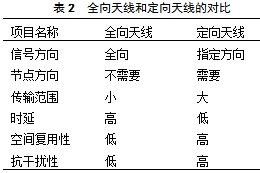 表 2 全向天线和定向天线的对比
项目名称 全向天线 定向天线
信号方向 全向 指定方向
节点方向 不需要 需要
传输范围 小 大
时延 高 低
空间复用性 低 高
抗干扰性 低 高